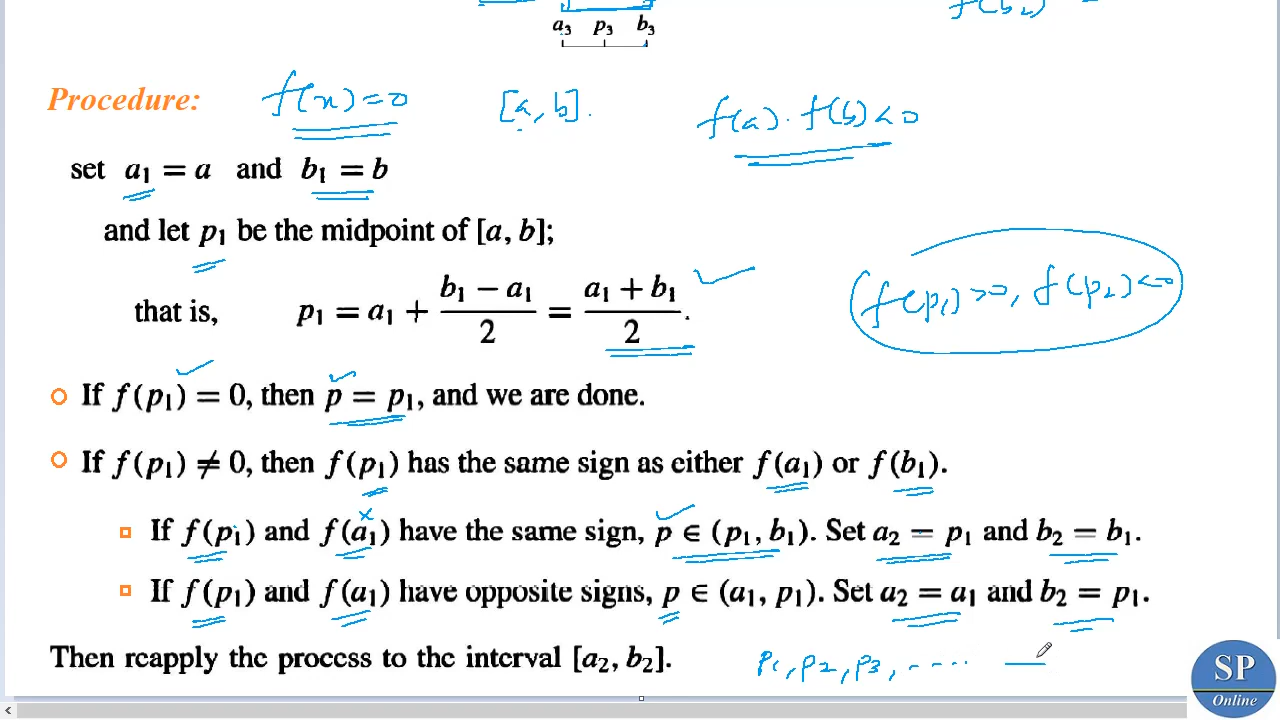 f(b₂)
a₃ p₃ b₃
Procedure: f(x) = 0 [a, b]. f(a) . f(b) < 0
set a₁ = a and b₁ = b
and let p₁ be the midpoint of [a, b];
that is, p₁ = a₁ + (b₁ − a₁)/2 = (a₁ + b₁)/2.
f(p₁) >0, f(p₂) <0
If f(p₁) = 0, then p = p₁, and we are done.
If f(p₁) ≠ 0, then f(p₁) has the same sign as either f(a₁) or f(b₁).
If f(p₁) and f(a₁) have the same sign, p ∈ (p₁, b₁). Set a₂ = p₁ and b₂ = b₁.
If f(p₁) and f(a₁) have opposite signs, p ∈ (a₁, p₁). Set a₂ = a₁ and b₂ = p₁.
Then reapply the process to the interval [a₂, b₂]. p₁, p₂, p₃, ----.
SP
Online